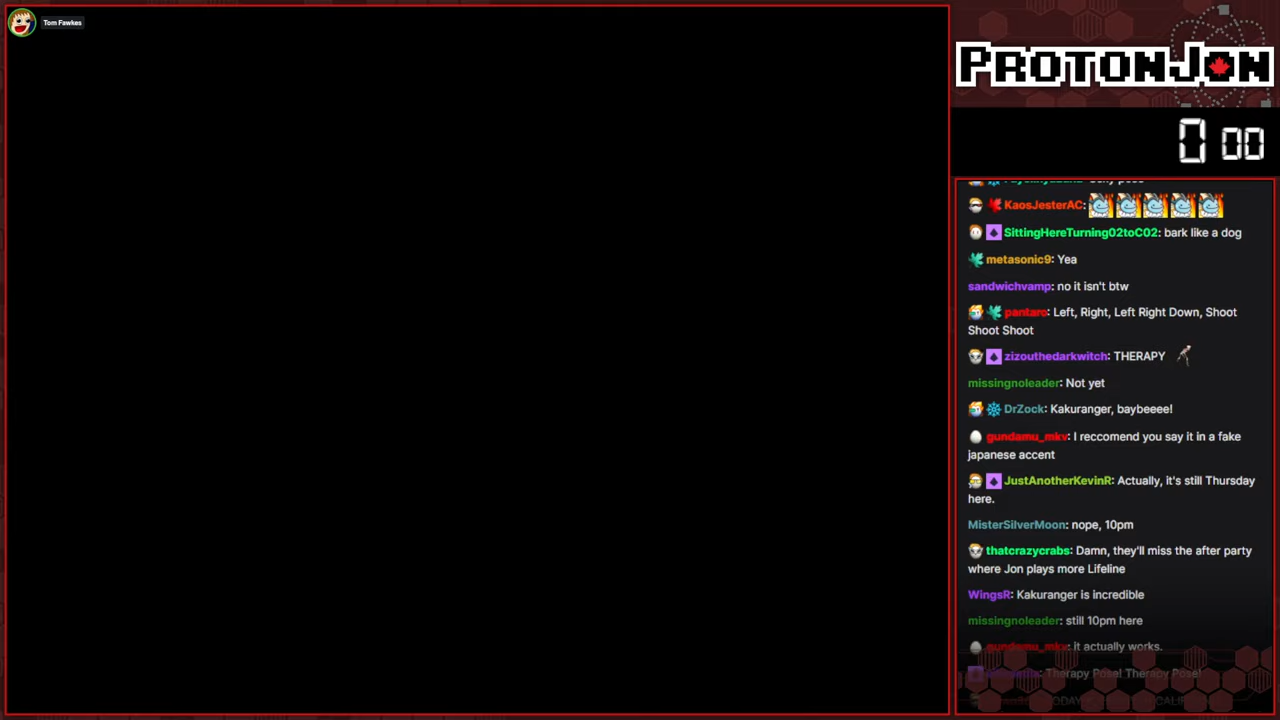 Tom Fawkes
PROTONJON
0 00
KaosJesterAC:
SittingHereTurning02toC02: bark like a dog
metasonic9: Yea
sandwichvamp: no it isn't btw
pantaro: Left, Right, Left Right Down, Shoot
Shoot Shoot
zizouthedarkwitch: THERAPY
missingnoleader: Not yet
DrZock: Kakuranger, baybeeee!
gundamu_mkv: I reccomend you say it in a fake
japanese accent
JustAnotherKevinR: Actually, it's still Thursday
here.
MisterSilverMoon: nope, 10pm
thatcrazycrabs: Damn, they'll miss the after party
where Jon plays more Lifeline
WingsR: Kakuranger is incredible
missingnoleader: still 10pm here
gundamu_mkv: it actually works.
Therapy Pose! Therapy Pose!